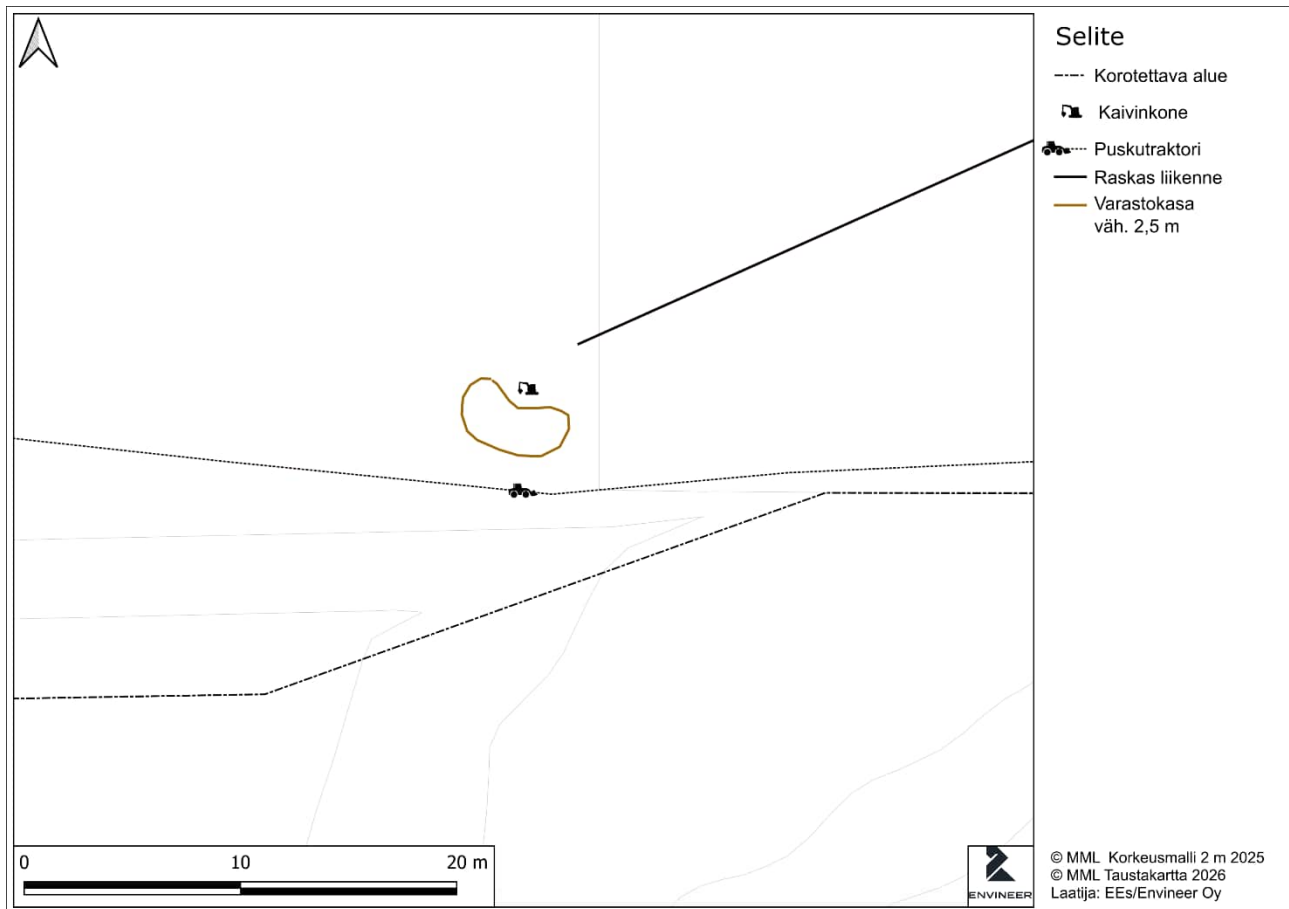 Selite
Korotettava alue
Kaivinkone
Puskutraktori
Raskas liikenne
Varastokasa
väh. 2,5 m
0 10 20 m
ENVINEER
© MML Korkeusmalli 2 m 2025
© MML Taustakartta 2026
Laatija: EEs/Envineer Oy